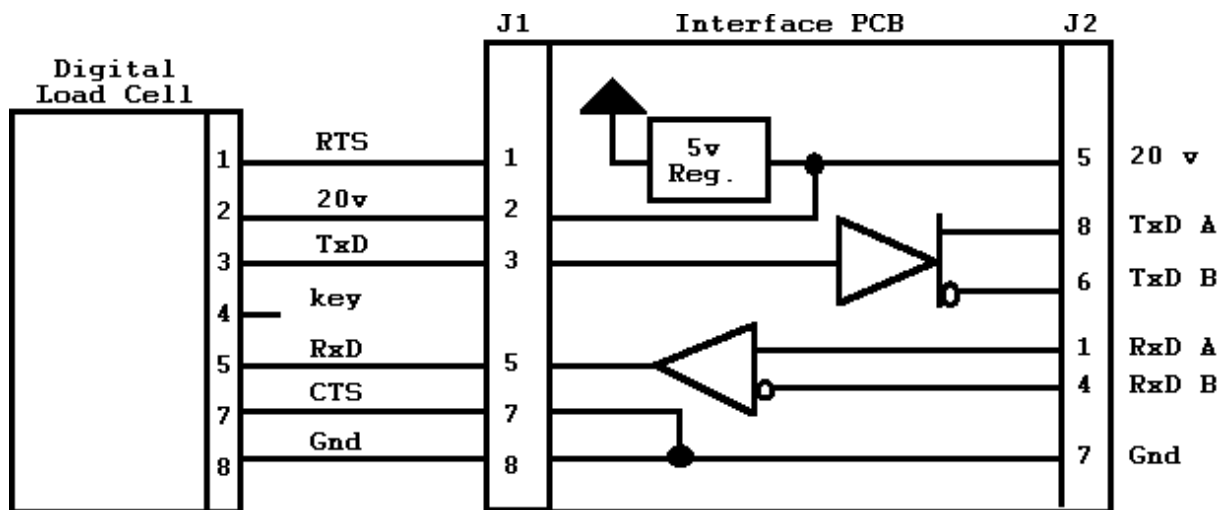 J1 Interface PCB J2
Digital
Load Cell
1 RTS 1 5v 5 20 v
Reg.
2 20v 2
8 TxD A
3 TxD 3
6 TxD B
4 key
1 RxD A
5 RxD 5
4 RxD B
7 CTS 7
8 Gnd 8 7 Gnd